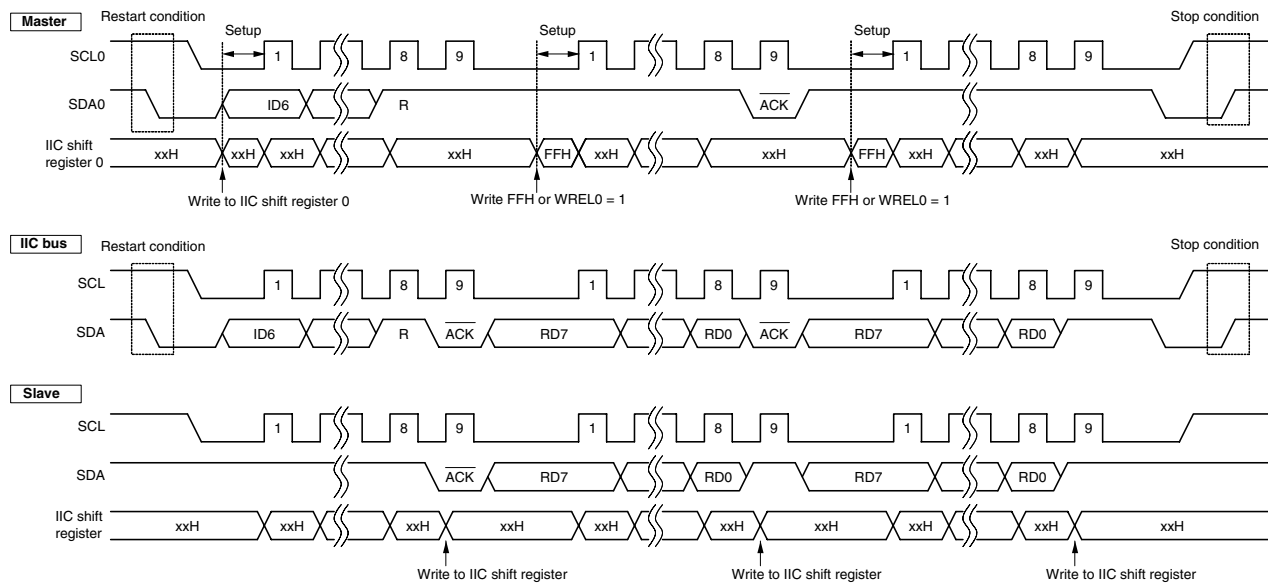 Master Restart condition Stop condition
Setup Setup Setup
SCL0 1 8 9 1 8 9 1 8 9
SDA0 ID6 R ACK
IIC shift
register 0 xxH xxH xxH xxH FFH xxH xxH FFH xxH xxH xxH
Write to IIC shift register 0 Write FFH or WREL0 = 1 Write FFH or WREL0 = 1
IIC bus Restart condition Stop condition
SCL 1 8 9 1 8 9 1 8 9
SDA ID6 R ACK RD7 RD0 ACK RD7 RD0
Slave
SCL 1 8 9 1 8 9 1 8 9
SDA ACK RD7 RD0 RD7 RD0
IIC shift
register xxH xxH xxH xxH xxH xxH xxH xxH xxH xxH
Write to IIC shift register Write to IIC shift register Write to IIC shift register